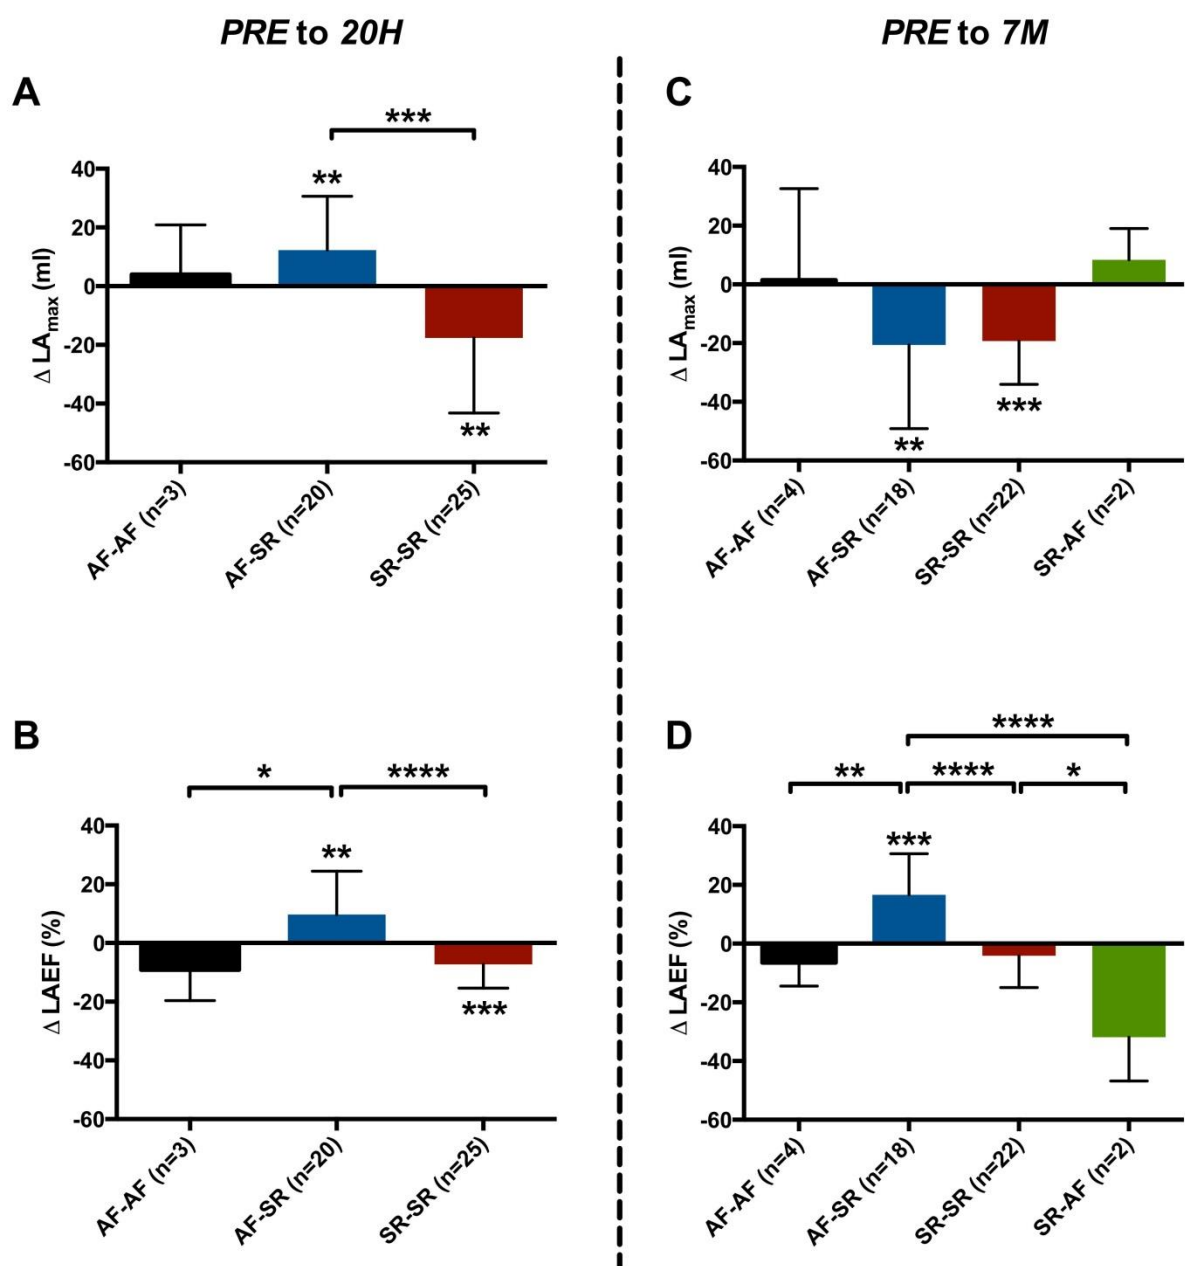 PRE to 20H
PRE to 7M
A
***
40
20
0
-20
-40
-60
Δ LAmax (ml)
**
**
AF-AF (n=3)
AF-SR (n=20)
SR-SR (n=25)
C
40
20
0
-20
-40
-60
Δ LAmax (ml)
**
***
AF-AF (n=4)
AF-SR (n=18)
SR-SR (n=22)
SR-AF (n=2)
B
*
****
40
20
0
-20
-40
-60
Δ LAEF (%)
**
***
AF-AF (n=3)
AF-SR (n=20)
SR-SR (n=25)
D
****
**
****
*
40
20
0
-20
-40
-60
Δ LAEF (%)
***
AF-AF (n=4)
AF-SR (n=18)
SR-SR (n=22)
SR-AF (n=2)